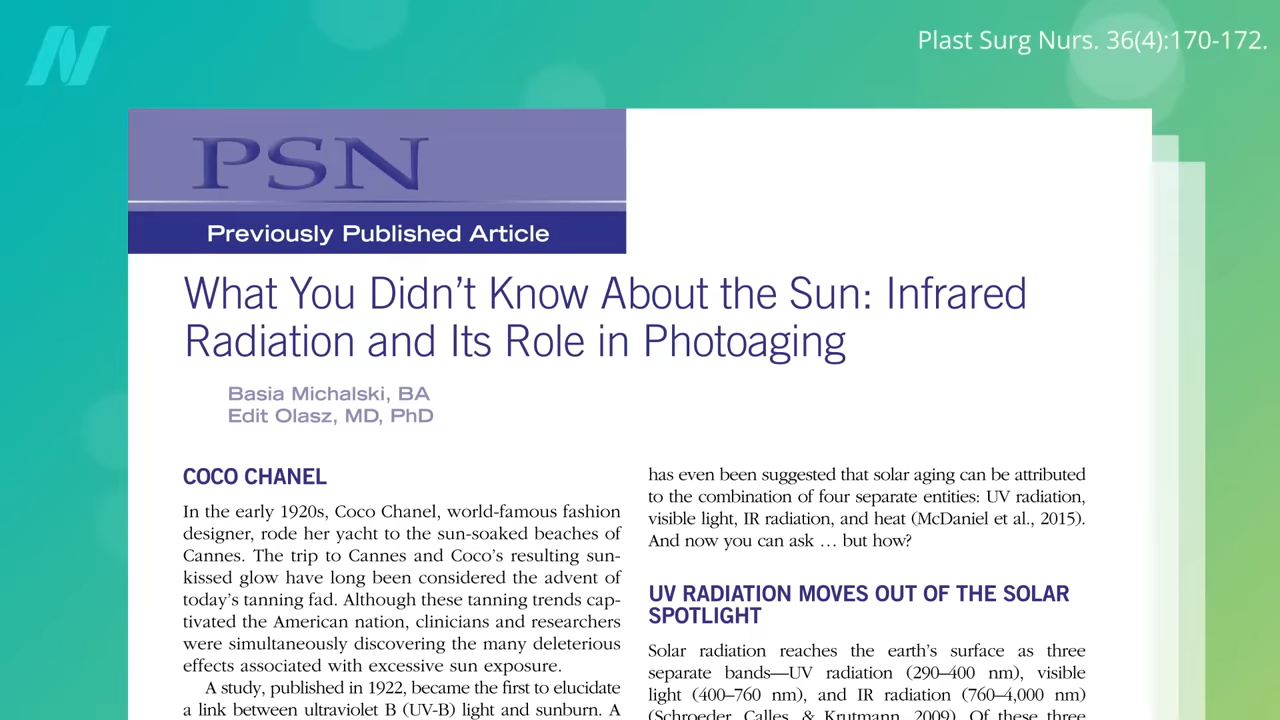 Plast Surg Nurs. 36(4):170-172.
PSN
Previously Published Article
What You Didn't Know About the Sun: Infrared
Radiation and Its Role in Photoaging
Basia Michalski, BA
Edit Olasz, MD, PhD
COCO CHANEL
In the early 1920s, Coco Chanel, world-famous fashion
designer, rode her yacht to the sun-soaked beaches of
Cannes. The trip to Cannes and Coco's resulting sun-
kissed glow have long been considered the advent of
today's tanning fad. Although these tanning trends cap-
tivated the American nation, clinicians and researchers
were simultaneously discovering the many deleterious
effects associated with excessive sun exposure.
A study, published in 1922, became the first to elucidate
a link between ultraviolet B (UV-B) light and sunburn. A
has even been suggested that solar aging can be attributed
to the combination of four separate entities: UV radiation,
visible light, IR radiation, and heat (McDaniel et al., 2015).
And now you can ask … but how?
UV RADIATION MOVES OUT OF THE SOLAR
SPOTLIGHT
Solar radiation reaches the earth's surface as three
separate bands—UV radiation (290–400 nm), visible
light (400–760 nm), and IR radiation (760–4,000 nm)
(Schroeder, Calles, & Krutmann, 2009). Of these three